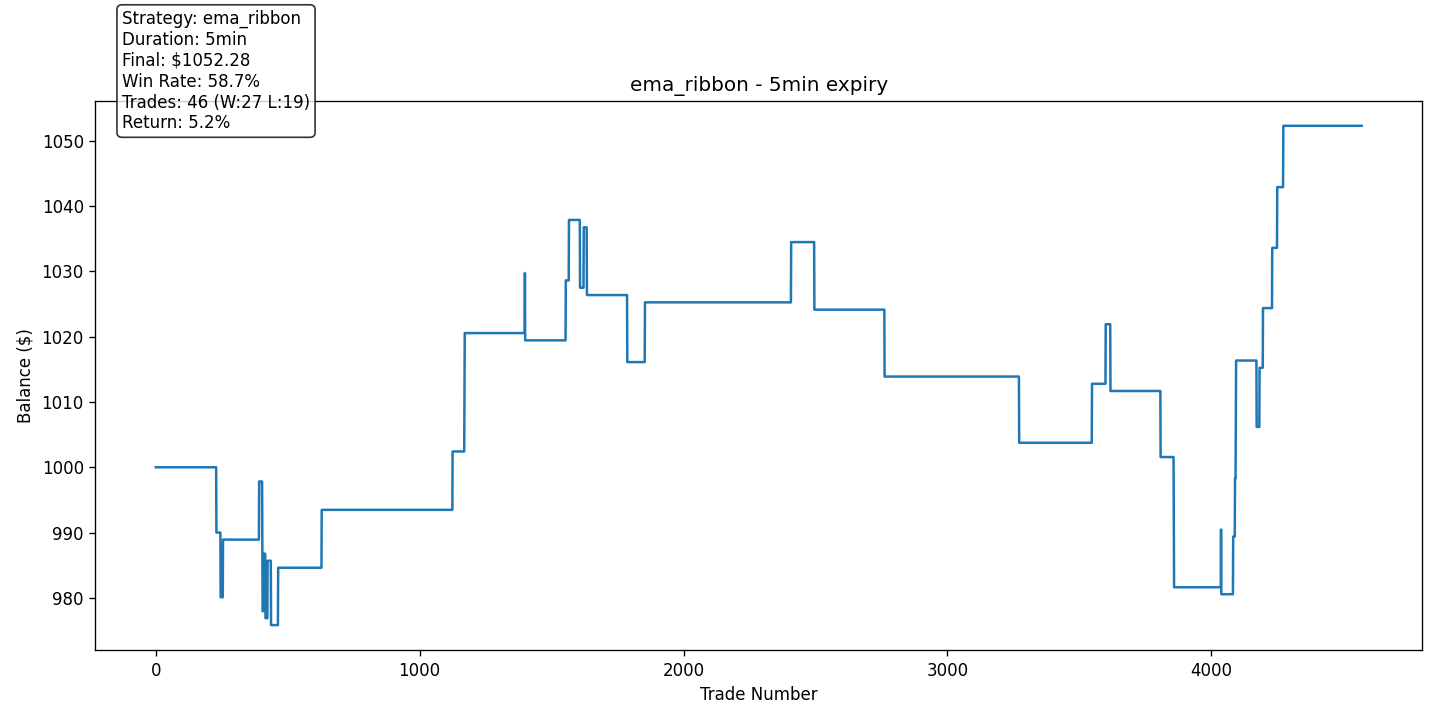 Strategy: ema_ribbon
Duration: 5min
Final: $1052.28
Win Rate: 58.7%
Trades: 46 (W:27 L:19)
Return: 5.2%
ema_ribbon - 5min expiry
Balance ($)
1050
1040
1030
1020
1010
1000
990
980
0
1000
2000
3000
4000
Trade Number